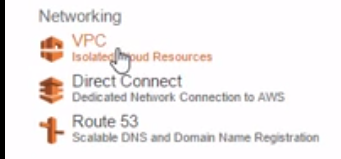 Networking
VPC
Isolated Cloud Resources
Direct Connect
Dedicated Network Connection to AWS
Route 53
Scalable DNS and Domain Name Registration